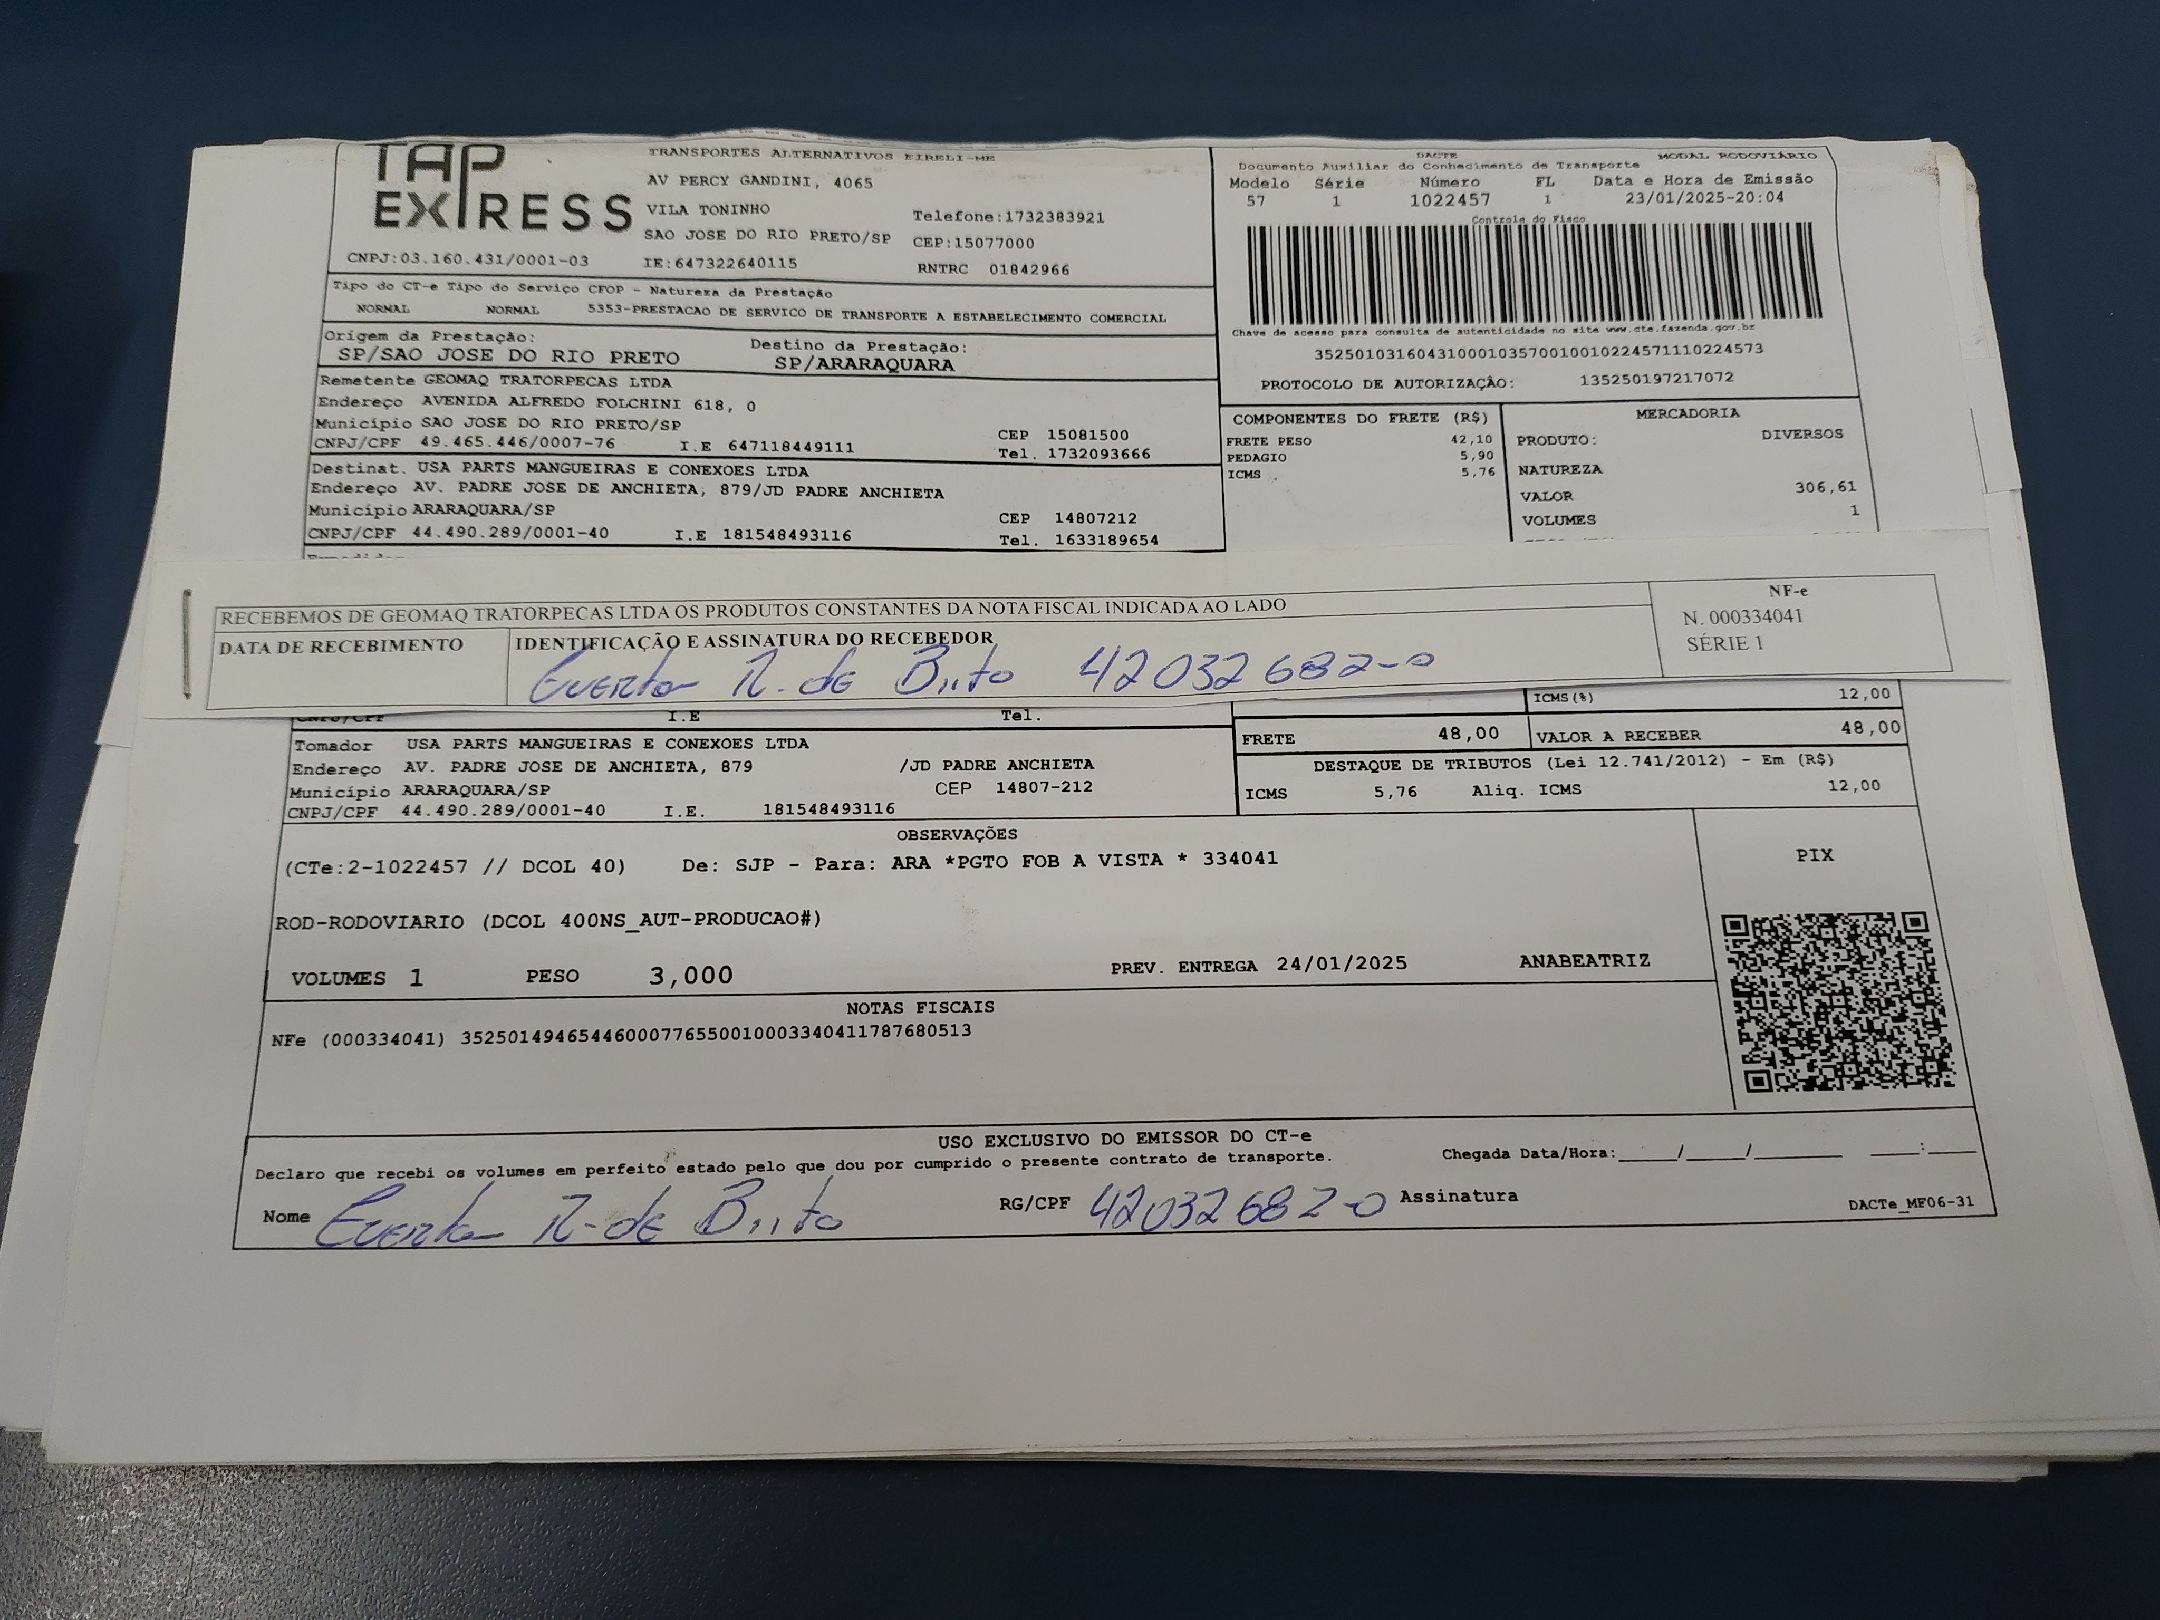 TAP EXPRESS
TRANSPORTES ALTERNATIVOS EIRELI-ME
AV PERCY GANDINI, 4065
VILA TONINHO Telefone:1732383921
SAO JOSE DO RIO PRETO/SP CEP:15077000
CNPJ:03.160.431/0001-03 IE:647322640115 RNTRC 01842966
DACTE MODAL RODOVIÁRIO
Documento Auxiliar do Conhecimento de Transporte
Modelo Série Número FL Data e Hora de Emissão
57 1 1022457 1 23/01/2025-20:04
Controle do Fisco
Chave de acesso para consulta de autenticidade no site www.cte.fazenda.gov.br
35250103160431000103570010010224571110224573
PROTOCOLO DE AUTORIZAÇÃO: 135250197217072
Tipo do CT-e Tipo do Serviço CFOP - Natureza da Prestação
NORMAL NORMAL 5353-PRESTACAO DE SERVICO DE TRANSPORTE A ESTABELECIMENTO COMERCIAL
Origem da Prestação: Destino da Prestação:
SP/SAO JOSE DO RIO PRETO SP/ARARAQUARA
Remetente GEOMAQ TRATORPECAS LTDA
Endereço AVENIDA ALFREDO FOLCHINI 618, 0
Município SAO JOSE DO RIO PRETO/SP CEP 15081500
CNPJ/CPF 49.465.446/0007-76 I.E 647118449111 Tel. 1732093666
Destinat. USA PARTS MANGUEIRAS E CONEXOES LTDA
Endereço AV. PADRE JOSE DE ANCHIETA, 879/JD PADRE ANCHIETA
Município ARARAQUARA/SP CEP 14807212
CNPJ/CPF 44.490.289/0001-40 I.E 181548493116 Tel. 1633189654
COMPONENTES DO FRETE (R$)
FRETE PESO 42,10
PEDAGIO 5,90
ICMS 5,76
MERCADORIA
PRODUTO: DIVERSOS
NATUREZA
VALOR 306,61
VOLUMES 1
RECEBEMOS DE GEOMAQ TRATORPECAS LTDA OS PRODUTOS CONSTANTES DA NOTA FISCAL INDICADA AO LADO
DATA DE RECEBIMENTO IDENTIFICAÇÃO E ASSINATURA DO RECEBEDOR
Everton R. de Brito 42032682-0
NF-e
N. 000334041
SÉRIE 1
CNPJ/CPF I.E Tel.
ICMS(%) 12,00
FRETE 48,00 VALOR A RECEBER 48,00
Tomador USA PARTS MANGUEIRAS E CONEXOES LTDA
Endereço AV. PADRE JOSE DE ANCHIETA, 879 /JD PADRE ANCHIETA
Município ARARAQUARA/SP CEP 14807-212
CNPJ/CPF 44.490.289/0001-40 I.E. 181548493116
DESTAQUE DE TRIBUTOS (Lei 12.741/2012) - Em (R$)
ICMS 5,76 Aliq. ICMS 12,00
OBSERVAÇÕES
(CTe:2-1022457 // DCOL 40) De: SJP - Para: ARA *PGTO FOB A VISTA * 334041
PIX
ROD-RODOVIARIO (DCOL 400NS_AUT-PRODUCAO#)
VOLUMES 1 PESO 3,000 PREV. ENTREGA 24/01/2025 ANABEATRIZ
NOTAS FISCAIS
NFe (000334041) 35250149465446000776550010003340411787680513
USO EXCLUSIVO DO EMISSOR DO CT-e
Declaro que recebi os volumes em perfeito estado pelo que dou por cumprido o presente contrato de transporte. Chegada Data/Hora:_____/_____/_________ _____:_____
Nome Everton R. de Brito RG/CPF 42032682-0 Assinatura
DACTe_MF06-31